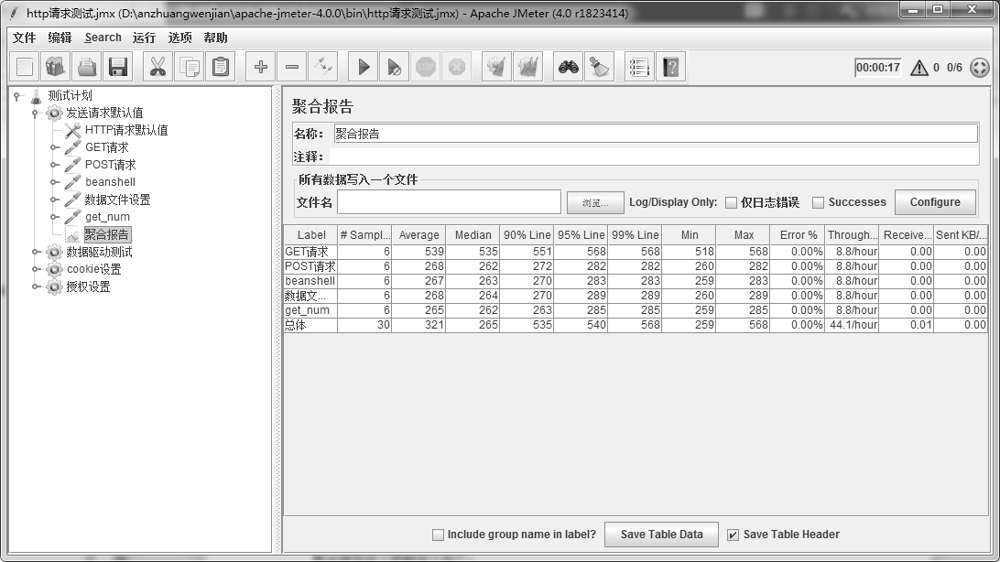 http请求测试.jmx (D:\anzhuangwenjian\apache-jmeter-4.0.0\bin\http请求测试.jmx) - Apache JMeter (4.0 r1823414)
文件 编辑 Search 运行 选项 帮助
00:00:17 0 0/6
测试计划
发送请求默认值
HTTP请求默认值
GET请求
POST请求
beanshell
数据文件设置
get_num
聚合报告
数据驱动测试
cookie设置
授权设置
聚合报告
名称: 聚合报告
注释:
所有数据写入一个文件
文件名 浏览... Log/Display Only: 仅日志错误 Successes Configure
Label # Sampl... Average Median 90% Line 95% Line 99% Line Min Max Error % Through... Receive... Sent KB/...
GET请求 6 539 535 551 568 568 518 568 0.00% 8.8/hour 0.00 0.00
POST请求 6 268 262 272 282 282 260 282 0.00% 8.8/hour 0.00 0.00
beanshell 6 267 263 270 283 283 259 283 0.00% 8.8/hour 0.00 0.00
数据文... 6 268 264 270 289 289 260 289 0.00% 8.8/hour 0.00 0.00
get_num 6 265 262 263 285 285 259 285 0.00% 8.8/hour 0.00 0.00
总体 30 321 265 535 540 568 259 568 0.00% 44.1/hour 0.01 0.00
Include group name in label? Save Table Data Save Table Header